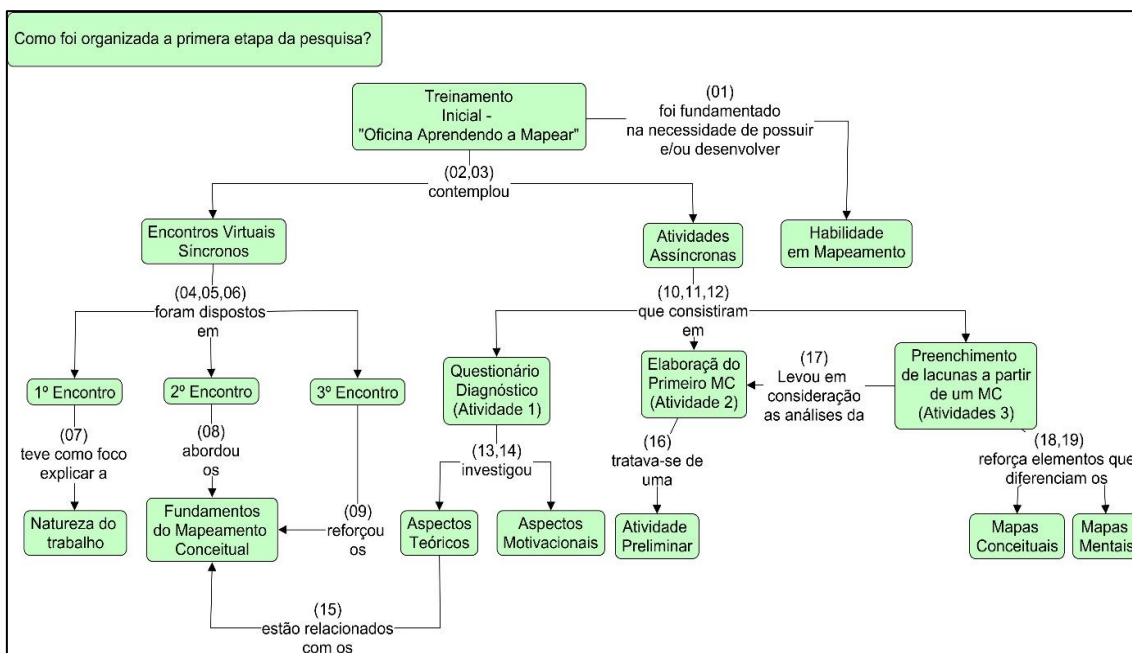 Como foi organizada a primera etapa da pesquisa?
Treinamento
Inicial -
"Oficina Aprendendo a Mapear"
(01)
foi fundamentado
na necessidade de possuir
e/ou desenvolver
(02,03)
contemplou
Encontros Virtuais
Síncronos
Atividades
Assíncronas
Habilidade
em Mapeamento
(04,05,06)
foram dispostos
em
(10,11,12)
que consistiram
em
1º Encontro
2º Encontro
3º Encontro
Questionário
Diagnóstico
(Atividade 1)
Elaboraçã do
Primeiro MC
(Atividade 2)
(17)
Levou em
consideração
as análises da
Preenchimento
de lacunas a partir
de um MC
(Atividades 3)
(07)
teve como foco
explicar a
(08)
abordou
os
(13,14)
investigou
(16)
tratava-se de
uma
(18,19)
reforça elementos que
diferenciam os
Natureza do
trabalho
Fundamentos
do Mapeamento
Conceitual
(09)
reforçou
os
Aspectos
Teóricos
Aspectos
Motivacionais
Atividade
Preliminar
Mapas
Conceituais
Mapas
Mentais
(15)
estão relacionados
com os